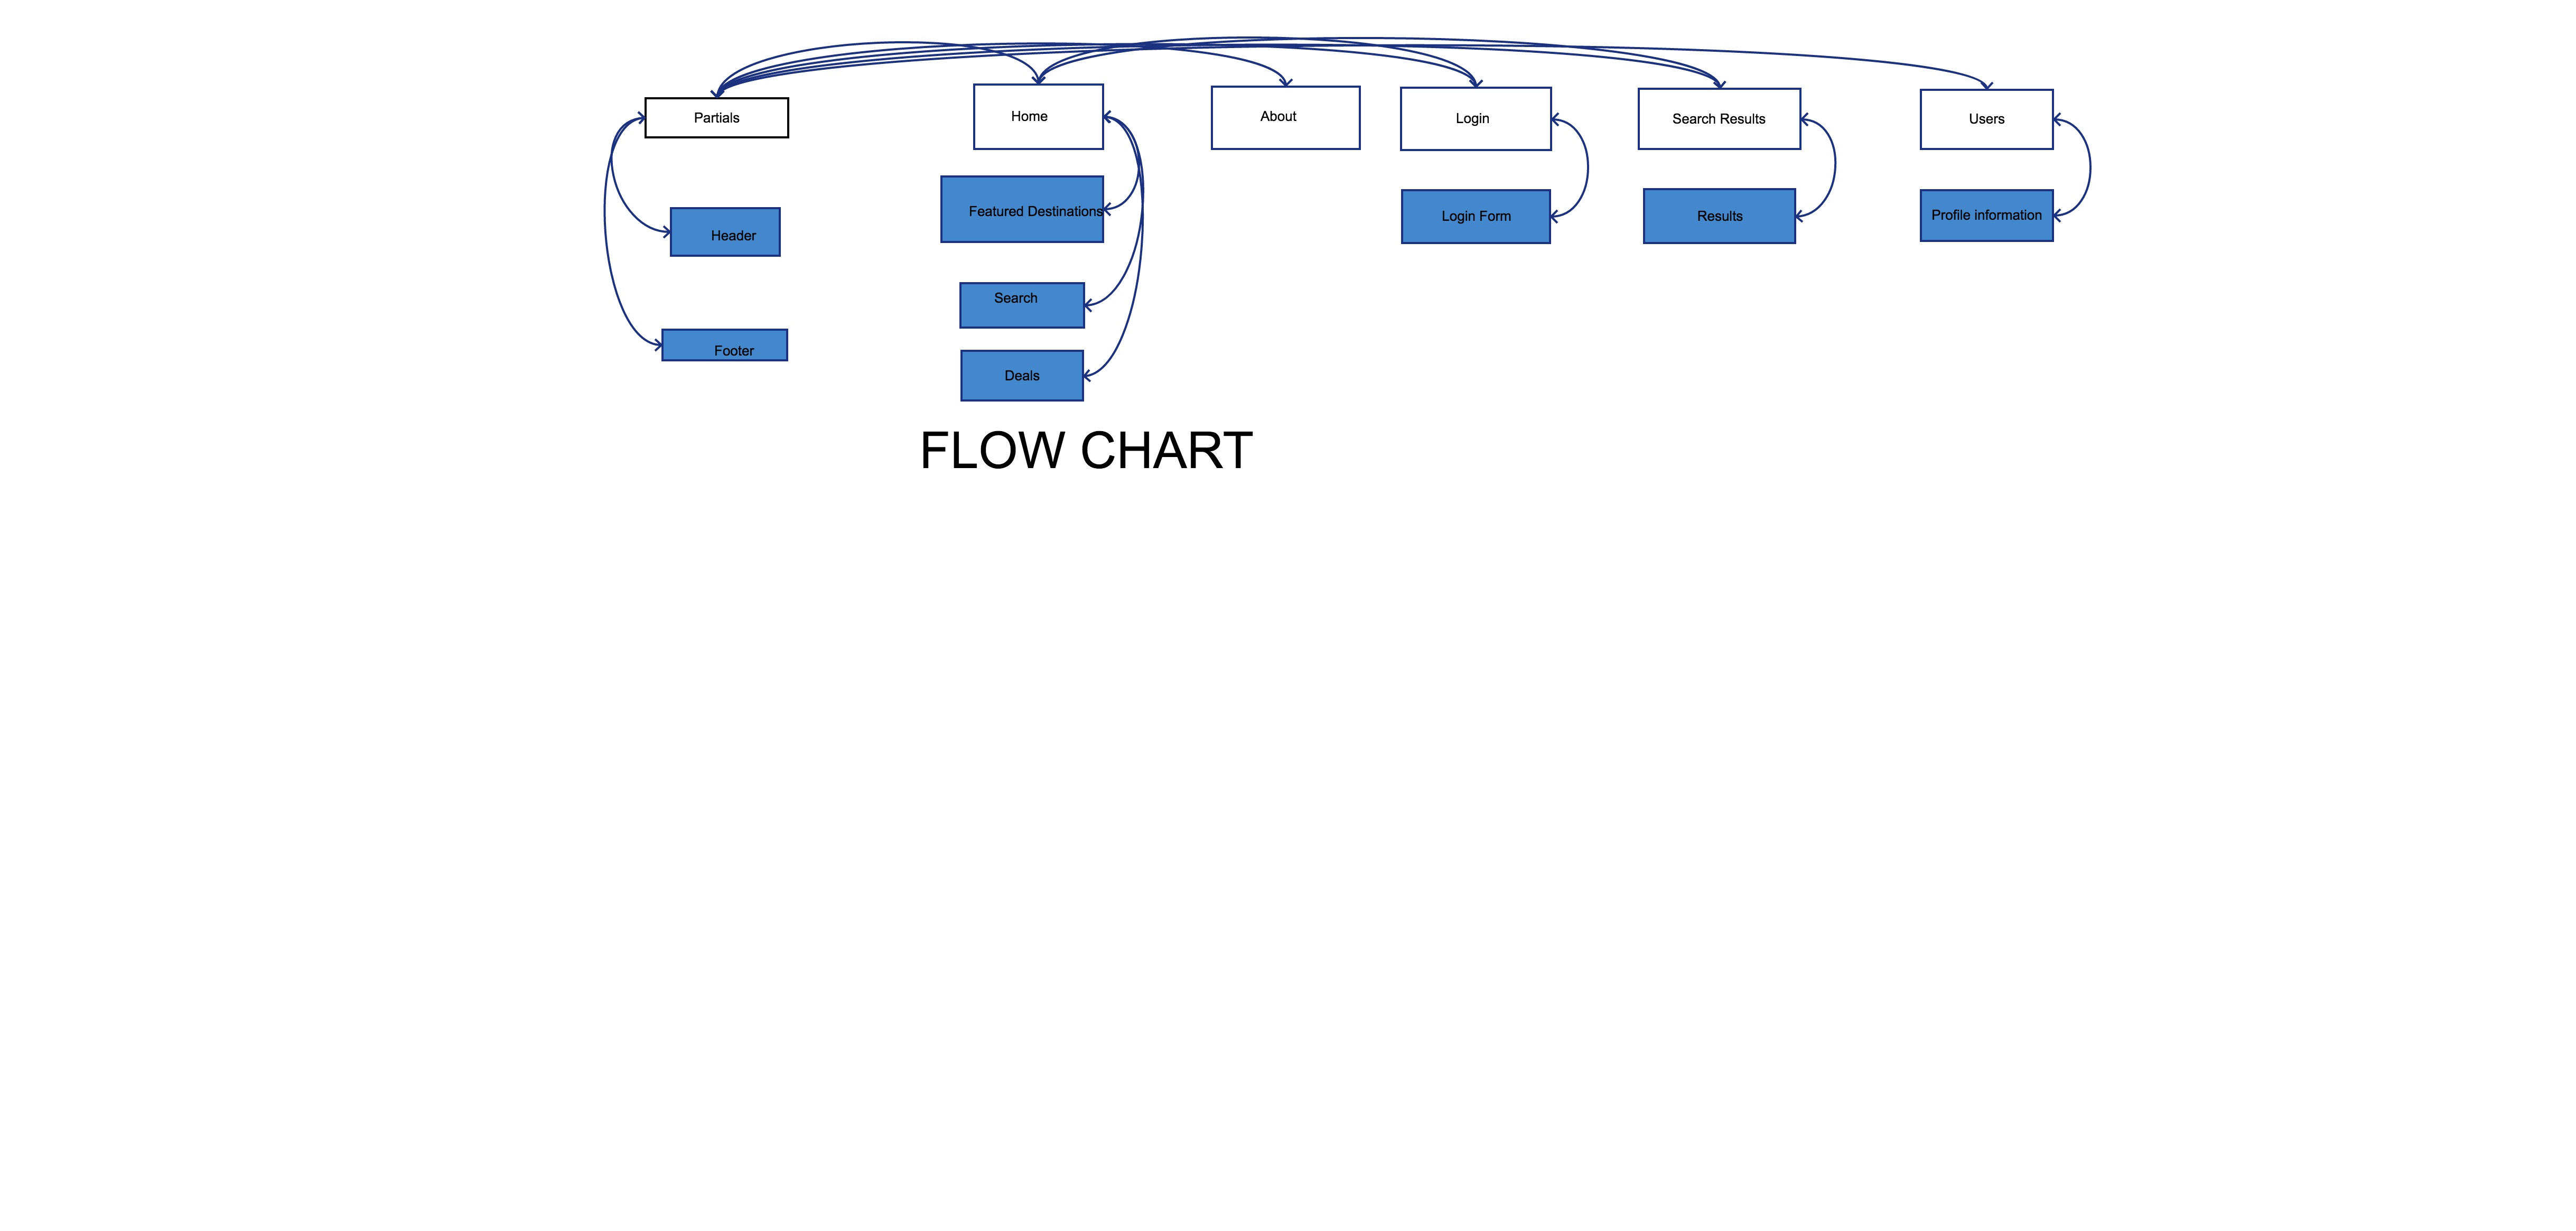 Partials
Home
About
Login
Search Results
Users
Featured Destinations
Login Form
Results
Profile information
Header
Search
Footer
Deals
FLOW CHART